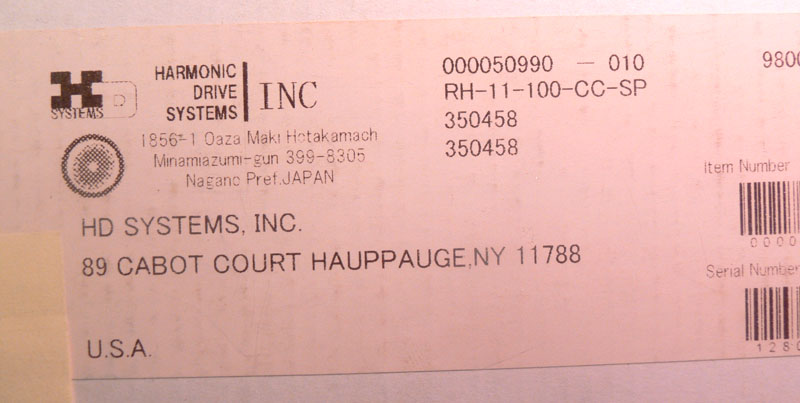 HARMONIC
DRIVE
SYSTEMS
INC
SYSTEMS
1856-1 Oaza Maki Hotakamach
Minamiazumi-gun 399-8305
Nagano Pref.JAPAN
000050990 - 010
RH-11-100-CC-SP
350458
350458
9800
Item Number
0000
Serial Number
1280
HD SYSTEMS, INC.
89 CABOT COURT HAUPPAUGE,NY 11788
U.S.A.